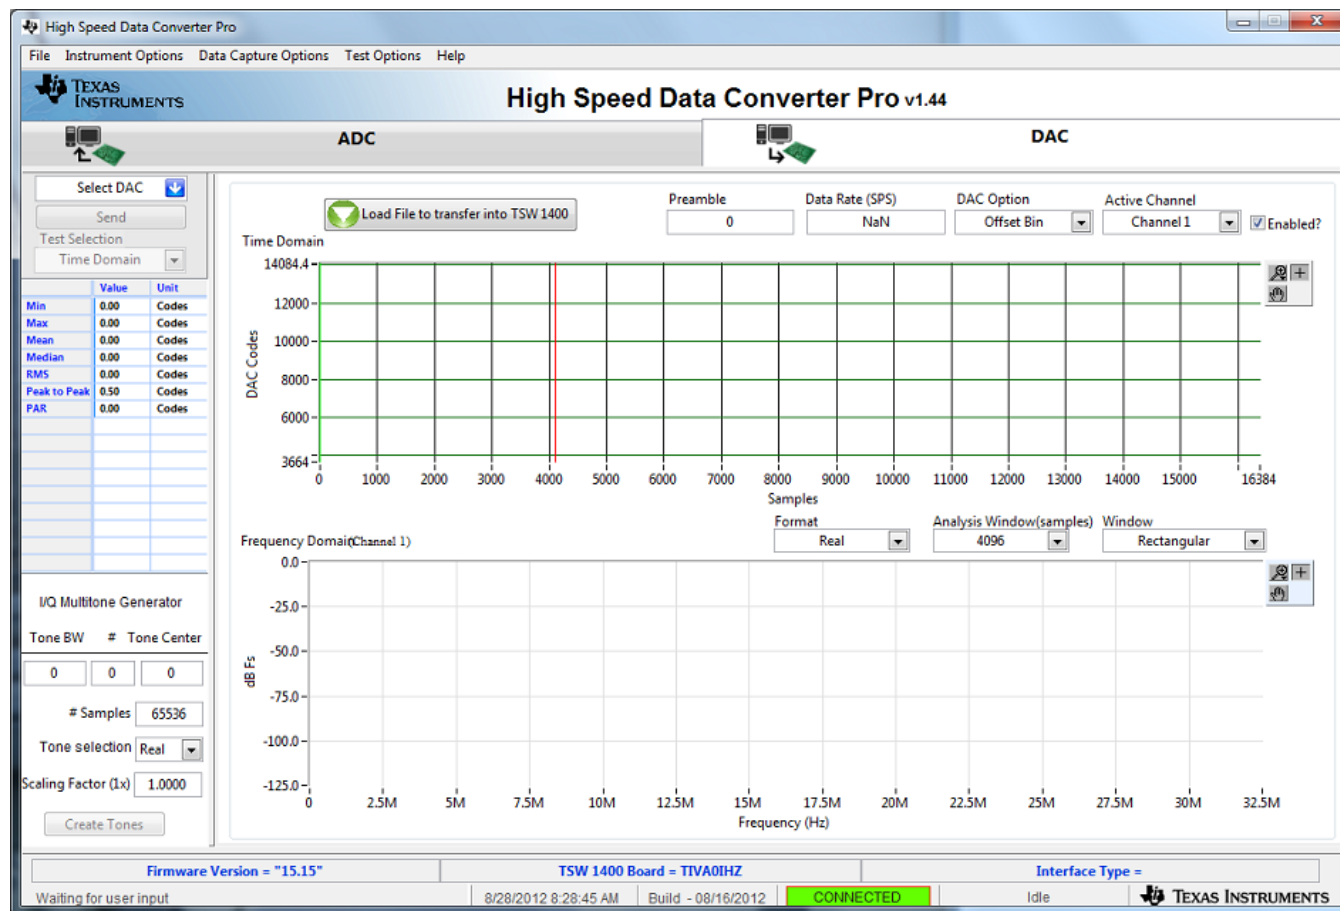 High Speed Data Converter Pro
File Instrument Options Data Capture Options Test Options Help
TEXAS INSTRUMENTS
High Speed Data Converter Pro v1.44
ADC
DAC
Select DAC
Send
Test Selection
Time Domain
Value Unit
Min 0.00 Codes
Max 0.00 Codes
Mean 0.00 Codes
Median 0.00 Codes
RMS 0.00 Codes
Peak to Peak 0.50 Codes
PAR 0.00 Codes
I/Q Multitone Generator
Tone BW # Tone Center
0 0 0
# Samples 65536
Tone selection Real
Scaling Factor (1x) 1.0000
Create Tones
Load File to transfer into TSW 1400
Preamble
0
Data Rate (SPS)
NaN
DAC Option
Offset Bin
Active Channel
Channel 1
Enabled?
Time Domain
DAC Codes
14084.4
12000
10000
8000
6000
3664
0 1000 2000 3000 4000 5000 6000 7000 8000 9000 10000 11000 12000 13000 14000 15000 16384
Samples
Format
Real
Analysis Window(samples)
4096
Window
Rectangular
Frequency Domain(Channel 1)
dB Fs
0.0
-25.0
-50.0
-75.0
-100.0
-125.0
0 2.5M 5M 7.5M 10M 12.5M 15M 17.5M 20M 22.5M 25M 27.5M 30M 32.5M
Frequency (Hz)
Firmware Version = "15.15" TSW 1400 Board = TIVA0IHZ Interface Type =
Waiting for user input 8/28/2012 8:28:45 AM Build - 08/16/2012 CONNECTED Idle TEXAS INSTRUMENTS